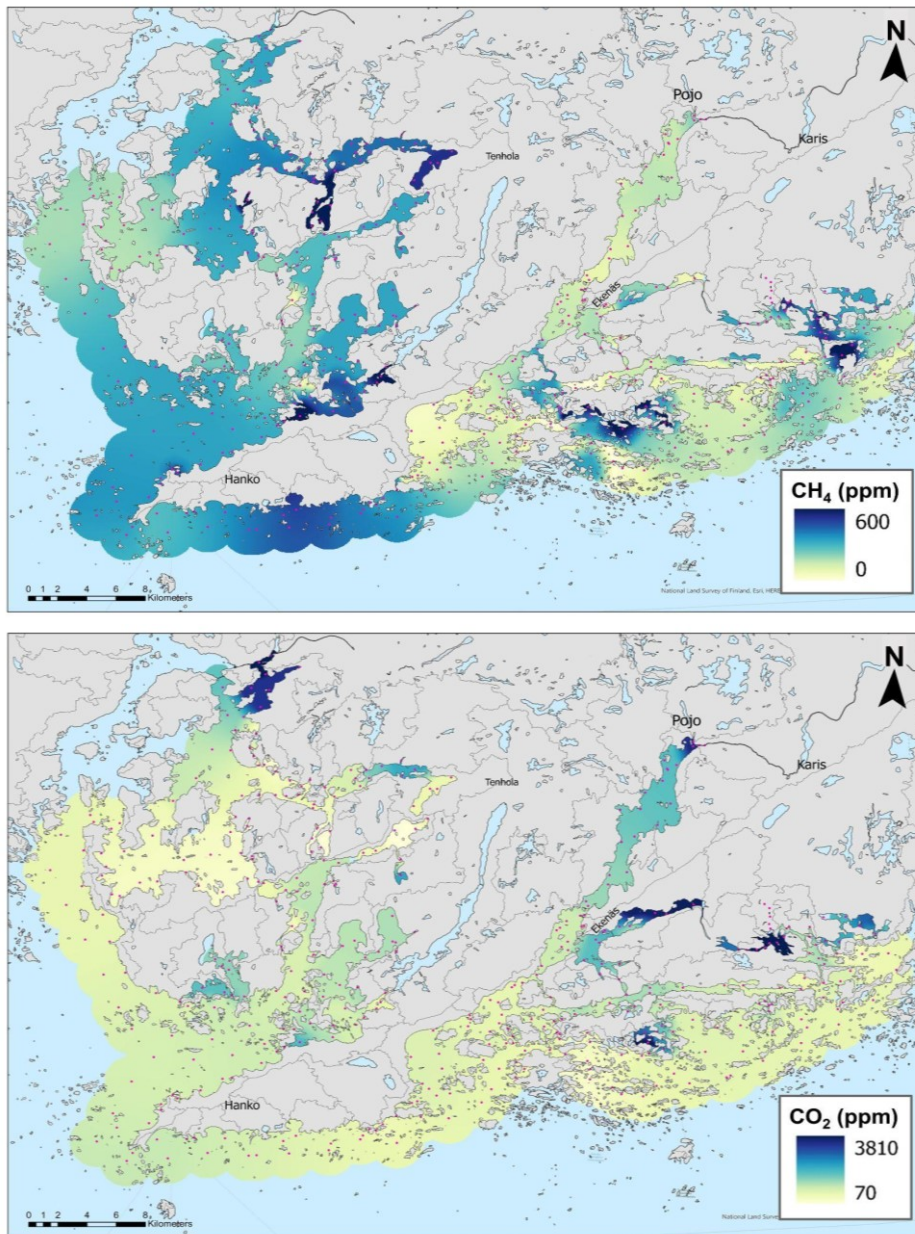 N
Pojo
Karis
Tenhola
Ekenäs
Hanko
CH₄ (ppm)
600
0
0 1 2 4 6 8
Kilometers
National Land Survey of Finland, Esri, HERE
N
Pojo
Karis
Tenhola
Ekenäs
Hanko
CO₂ (ppm)
3810
70
0 1 2 4 6 8
Kilometers
National Land Surve